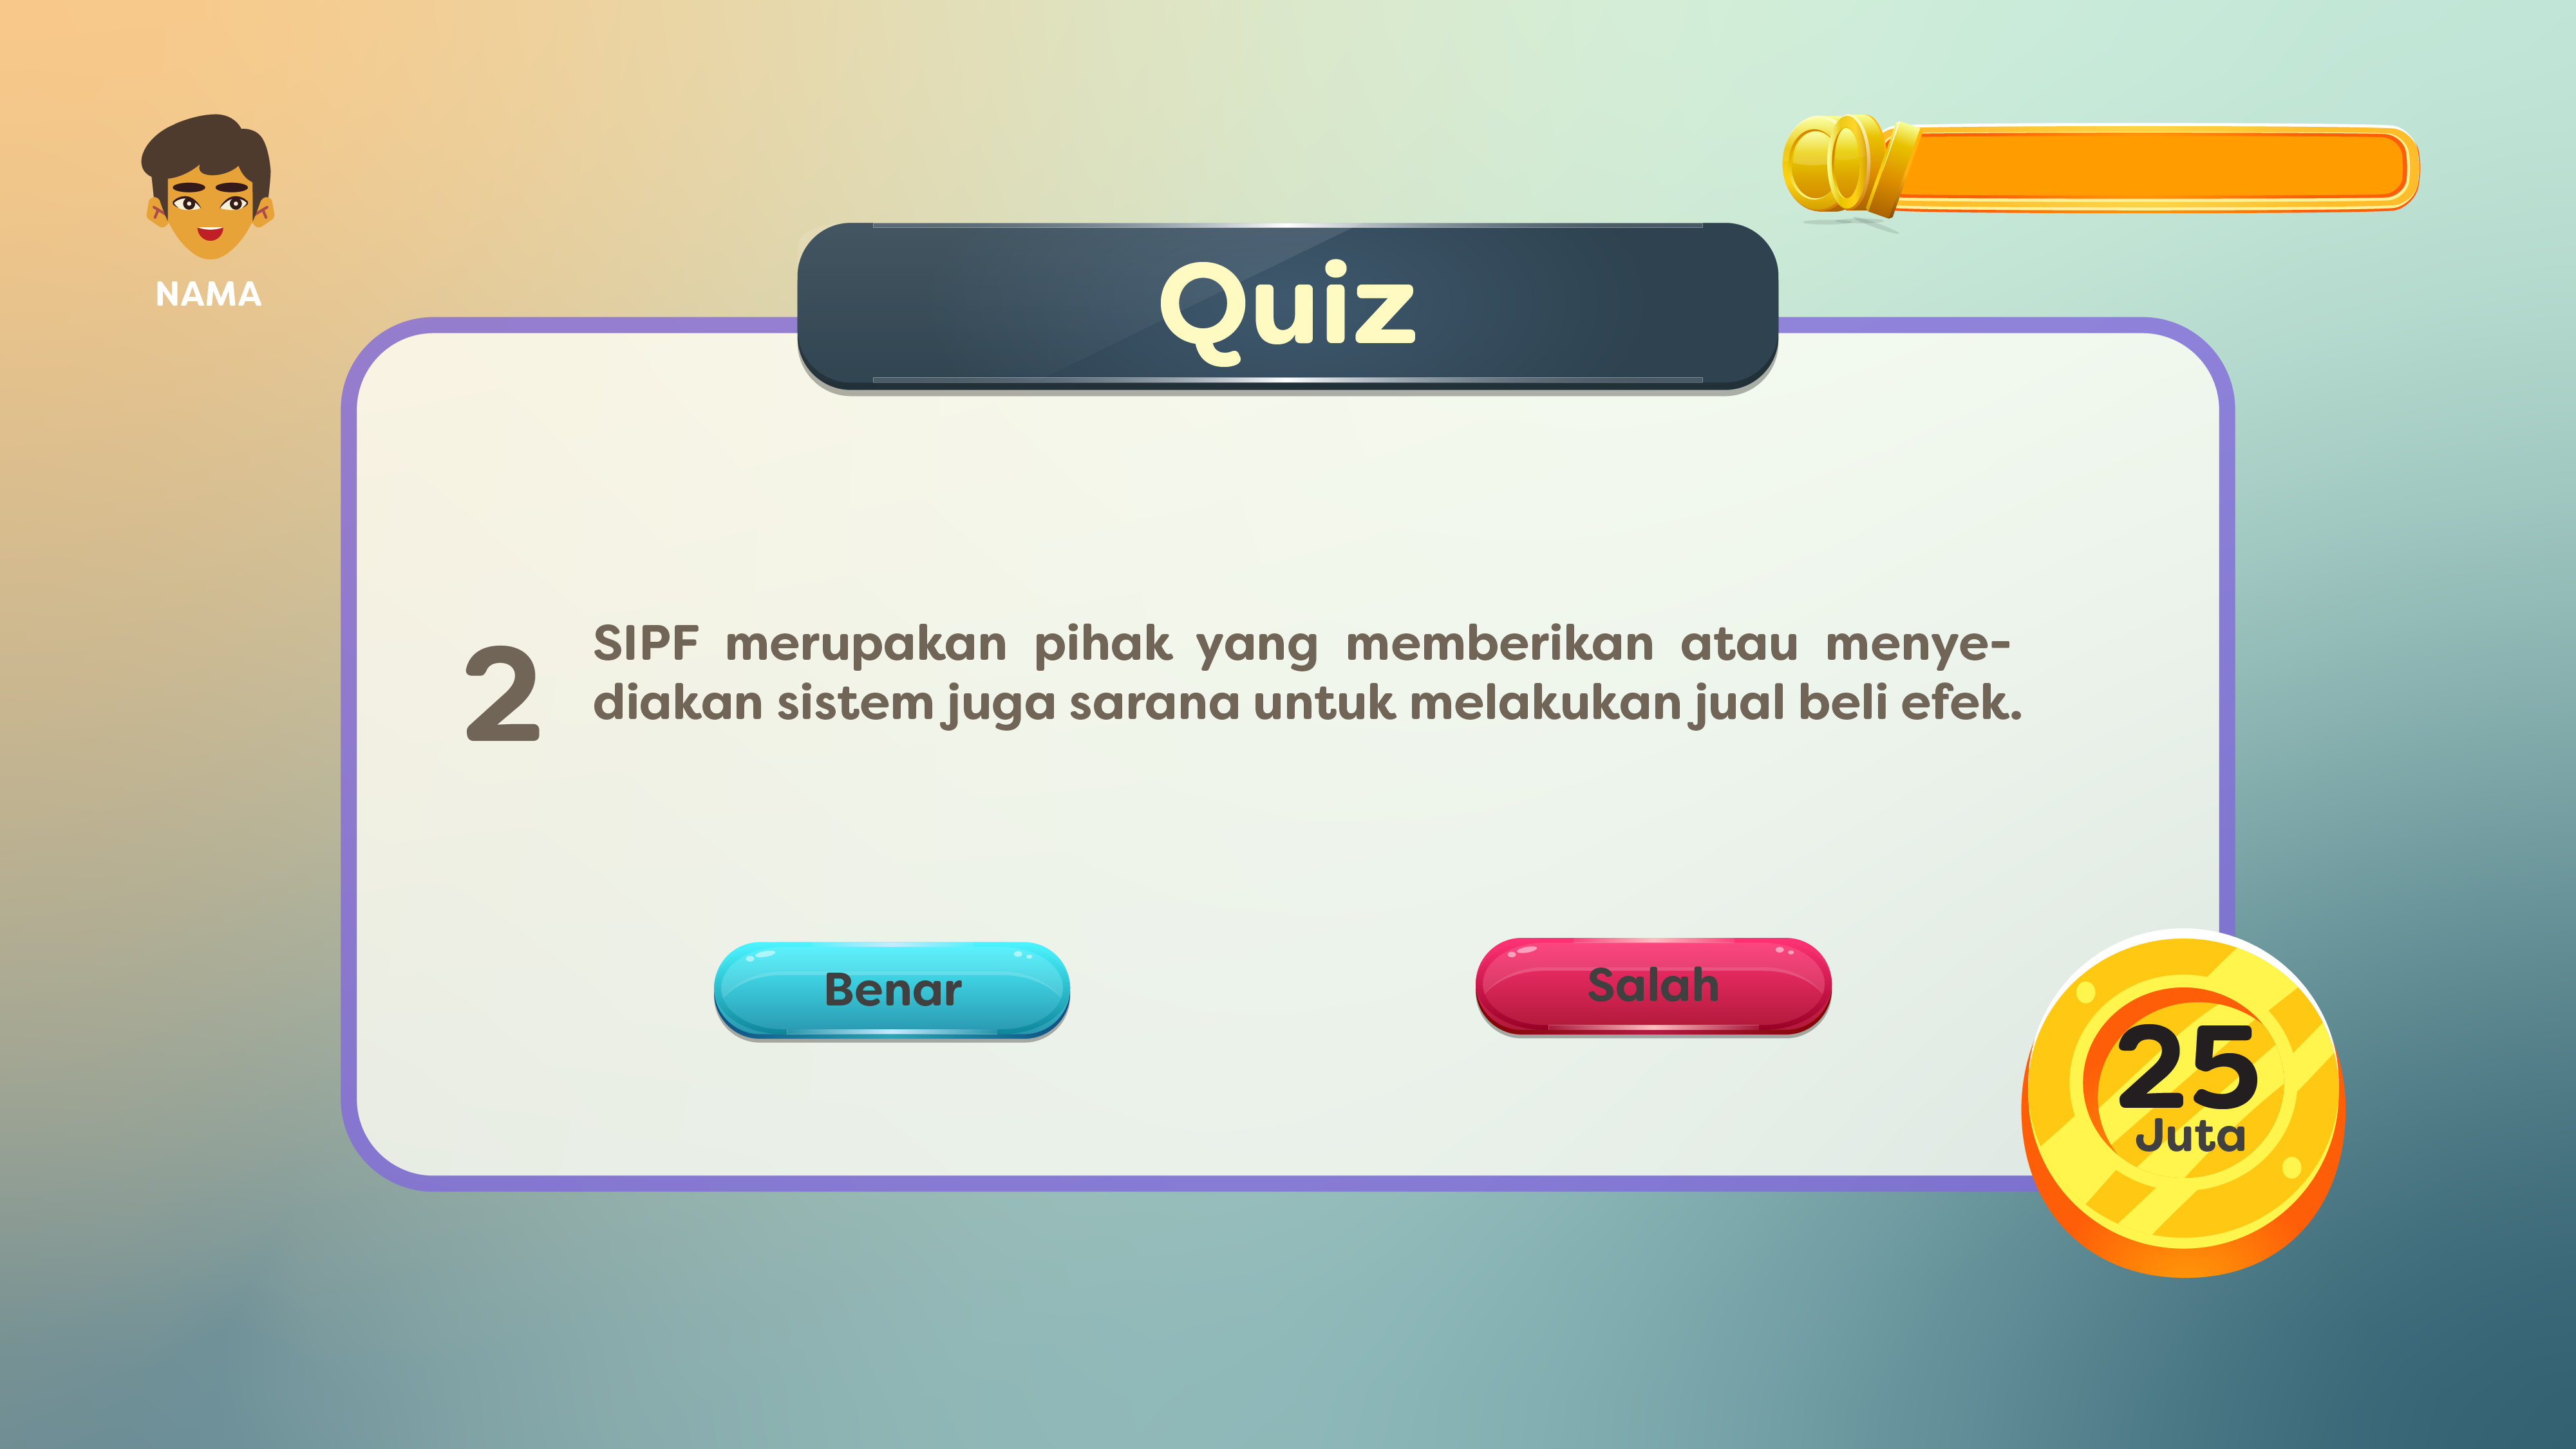 NAMA
Quiz
2
SIPF merupakan pihak yang memberikan atau menye-
diakan sistem juga sarana untuk melakukan jual beli efek.
Benar
Salah
25
Juta